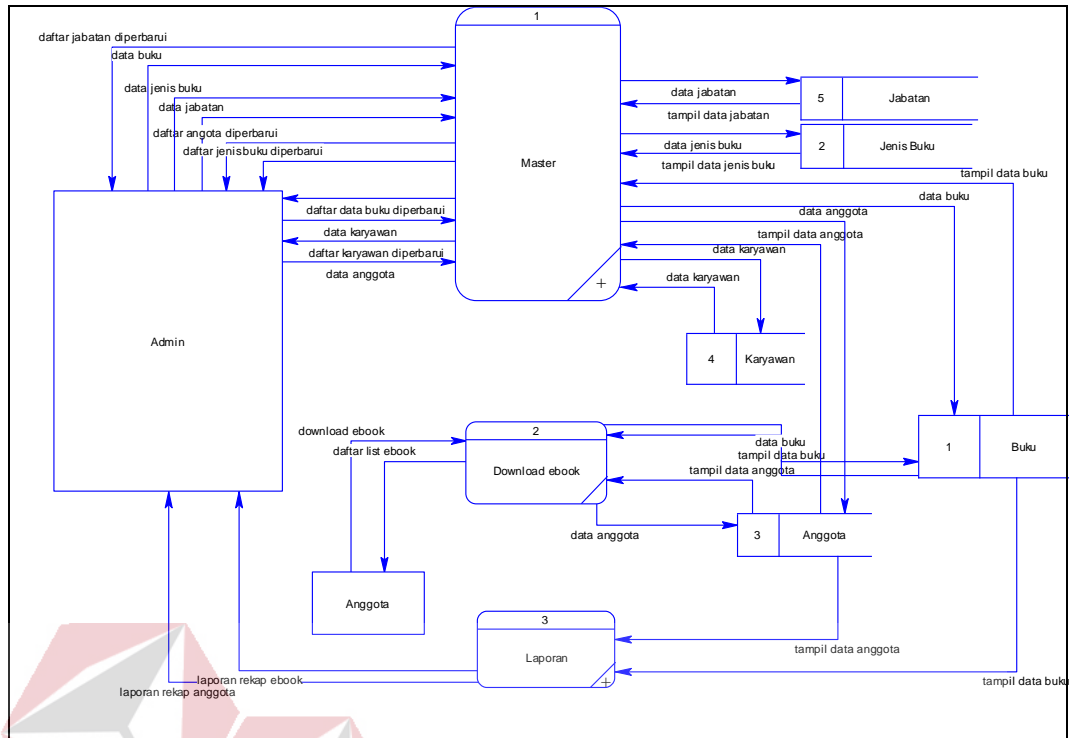 1
daftar jabatan diperbarui
data buku
data jenis buku
data jabatan
daftar angota diperbarui
daftar jenis buku diperbarui
Master
data jabatan
tampil data jabatan
5
Jabatan
data jenis buku
tampil data jenis buku
2
Jenis Buku
tampil data buku
data buku
data anggota
tampil data anggota
data karyawan
data karyawan
daftar data buku diperbarui
data karyawan
daftar karyawan diperbarui
data anggota
+
Admin
4
Karyawan
download ebook
daftar list ebook
2
Download ebook
data buku
tampil data buku
tampil data anggota
1
Buku
data anggota
3
Anggota
Anggota
3
Laporan
+
tampil data anggota
tampil data buku
laporan rekap ebook
laporan rekap anggota